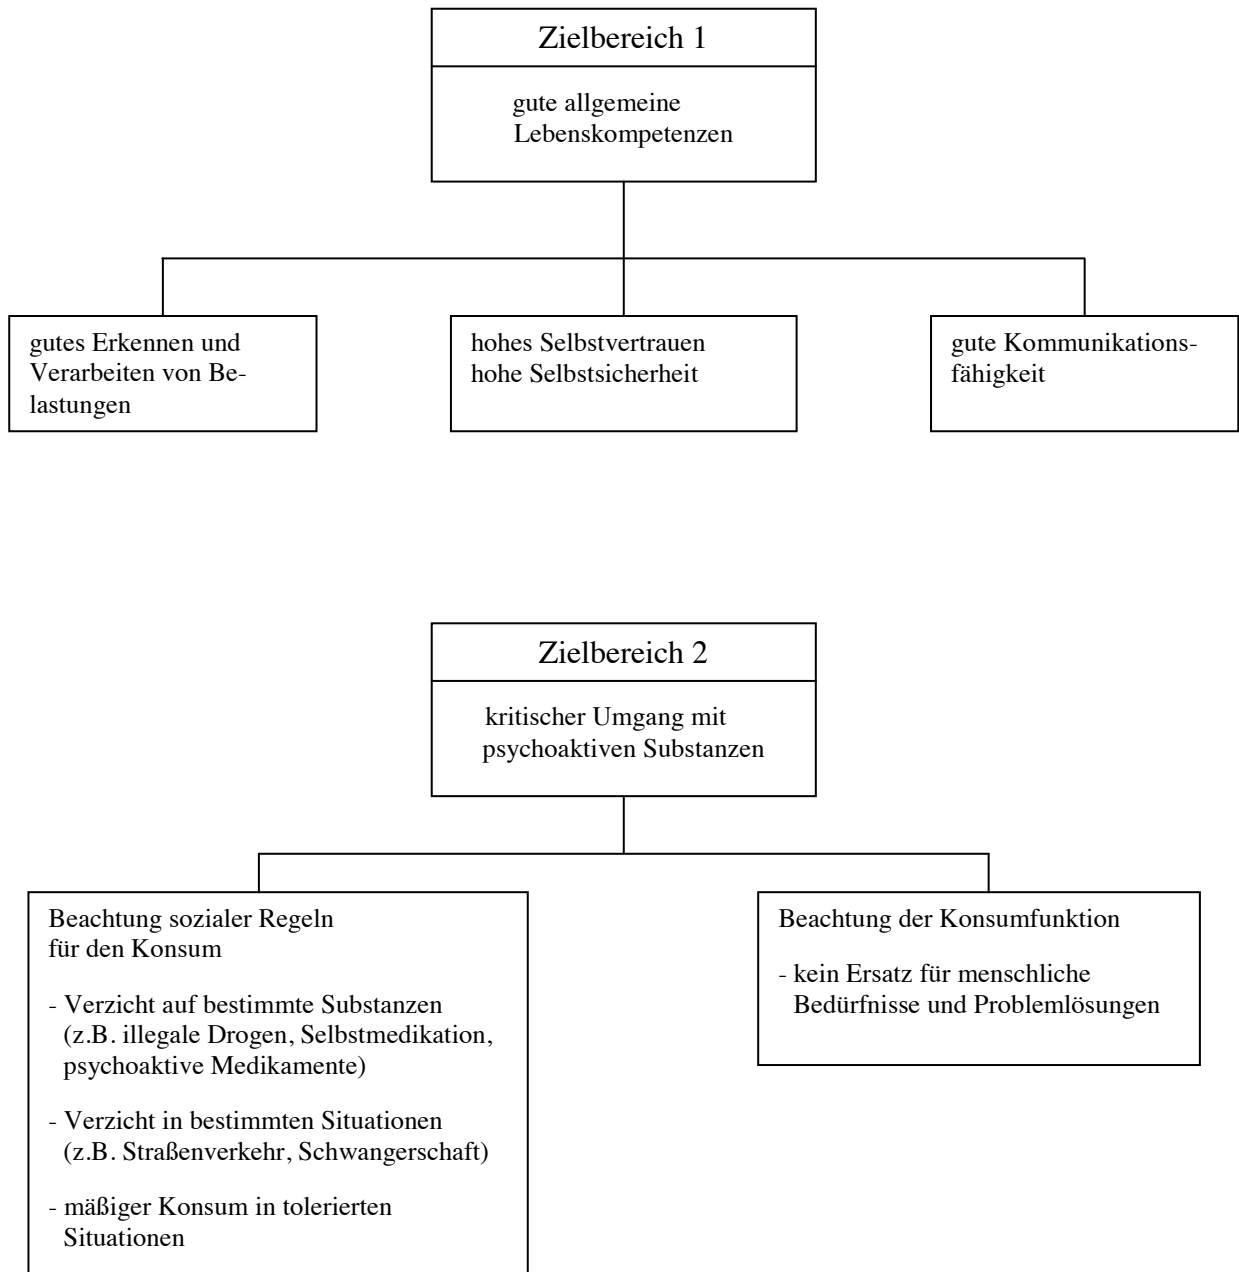 Zielbereich 1
gute allgemeine
Lebenskompetenzen
gutes Erkennen und
Verarbeiten von Be-
lastungen
hohes Selbstvertrauen
hohe Selbstsicherheit
gute Kommunikations-
fähigkeit
Zielbereich 2
kritischer Umgang mit
psychoaktiven Substanzen
Beachtung sozialer Regeln
für den Konsum
- Verzicht auf bestimmte Substanzen
(z.B. illegale Drogen, Selbstmedikation,
psychoaktive Medikamente)
- Verzicht in bestimmten Situationen
(z.B. Straßenverkehr, Schwangerschaft)
- mäßiger Konsum in tolerierten
Situationen
Beachtung der Konsumfunktion
- kein Ersatz für menschliche
Bedürfnisse und Problemlösungen